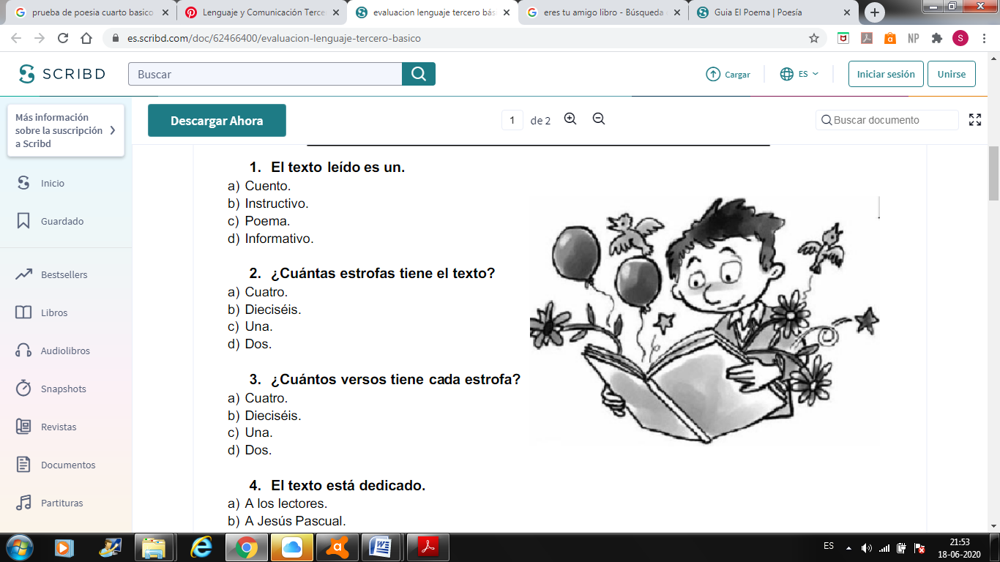 prueba de poesia cuarto basico
Lenguaje y Comunicación Terce
evaluacion lenguaje tercero bás
eres tu amigo libro - Búsqueda
Guia El Poema | Poesía
es.scribd.com/doc/62466400/evaluacion-lenguaje-tercero-basico
NP
S
SCRIBD
Buscar
Cargar
ES
Iniciar sesión
Unirse
Más información
sobre la suscripción
a Scribd
Descargar Ahora
1 de 2
Buscar documento
Inicio
Guardado
Bestsellers
Libros
Audiolibros
Snapshots
Revistas
Documentos
Partituras
1. El texto leído es un.
a) Cuento.
b) Instructivo.
c) Poema.
d) Informativo.
2. ¿Cuántas estrofas tiene el texto?
a) Cuatro.
b) Dieciséis.
c) Una.
d) Dos.
3. ¿Cuántos versos tiene cada estrofa?
a) Cuatro.
b) Dieciséis.
c) Una.
d) Dos.
4. El texto está dedicado.
a) A los lectores.
b) A Jesús Pascual.
ES
21:53
18-06-2020